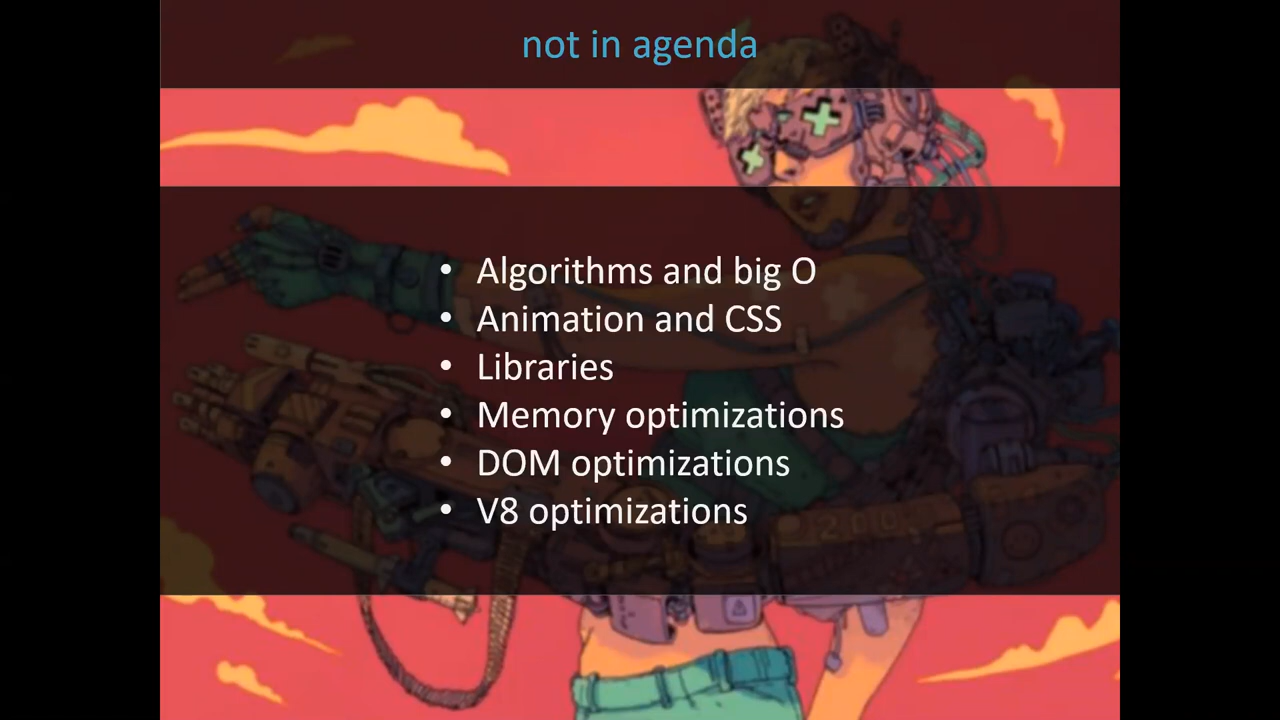 not in agenda
• Algorithms and big O
• Animation and CSS
• Libraries
• Memory optimizations
• DOM optimizations
• V8 optimizations